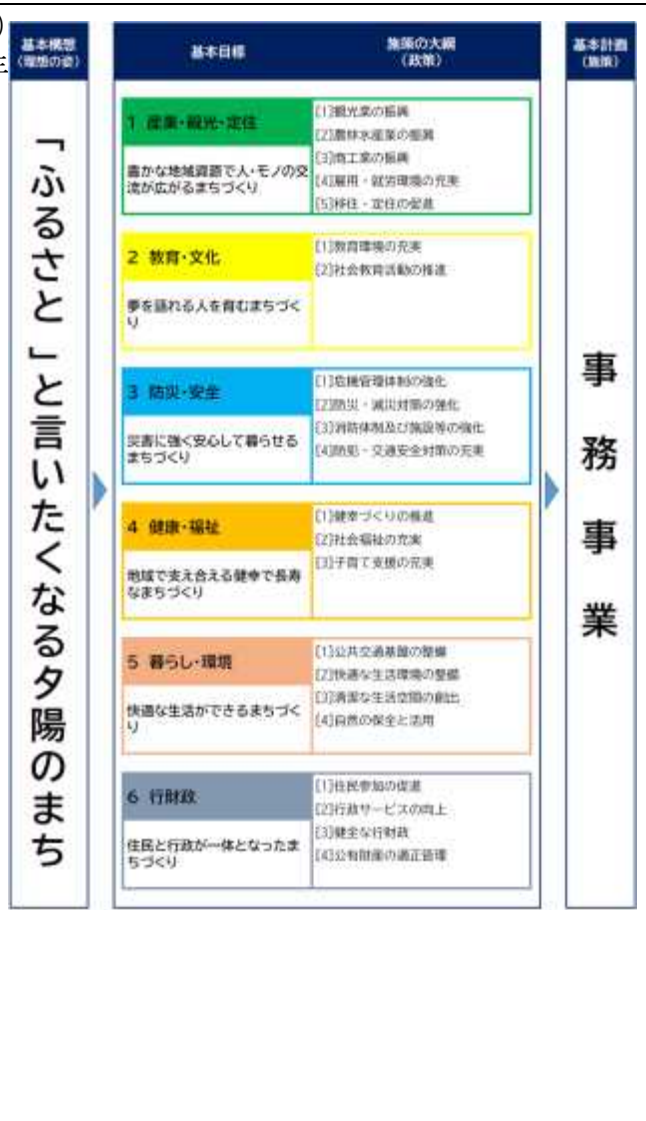 )
基本構想
(理想の姿)
「ふるさと」と言いたくなる夕陽のまち
基本目標
施策の大綱
(政策)
1 産業・観光・定住
豊かな地域資源で人・モノの交
流が広がるまちづくり
[1]観光業の振興
[2]農林水産業の振興
[3]商工業の振興
[4]雇用・就労環境の充実
[5]移住・定住の促進
2 教育・文化
夢を語れる人を育むまちづく
り
[1]教育環境の充実
[2]社会教育活動の推進
3 防災・安全
災害に強く安心して暮らせる
まちづくり
[1]危機管理体制の強化
[2]防災・減災対策の強化
[3]消防体制及び施設等の強化
[4]防犯・交通安全対策の充実
4 健康・福祉
地域で支え合える健幸で長寿
なまちづくり
[1]健幸づくりの推進
[2]社会福祉の充実
[3]子育て支援の充実
5 暮らし・環境
快適な生活ができるまちづく
り
[1]公共交通基盤の整備
[2]快適な生活環境の整備
[3]清潔な生活空間の創出
[4]自然の保全と活用
6 行財政
住民と行政が一体となったま
ちづくり
[1]住民参加の促進
[2]行政サービスの向上
[3]健全な行財政
[4]公有財産の適正管理
基本計画
(施策)
事務事業